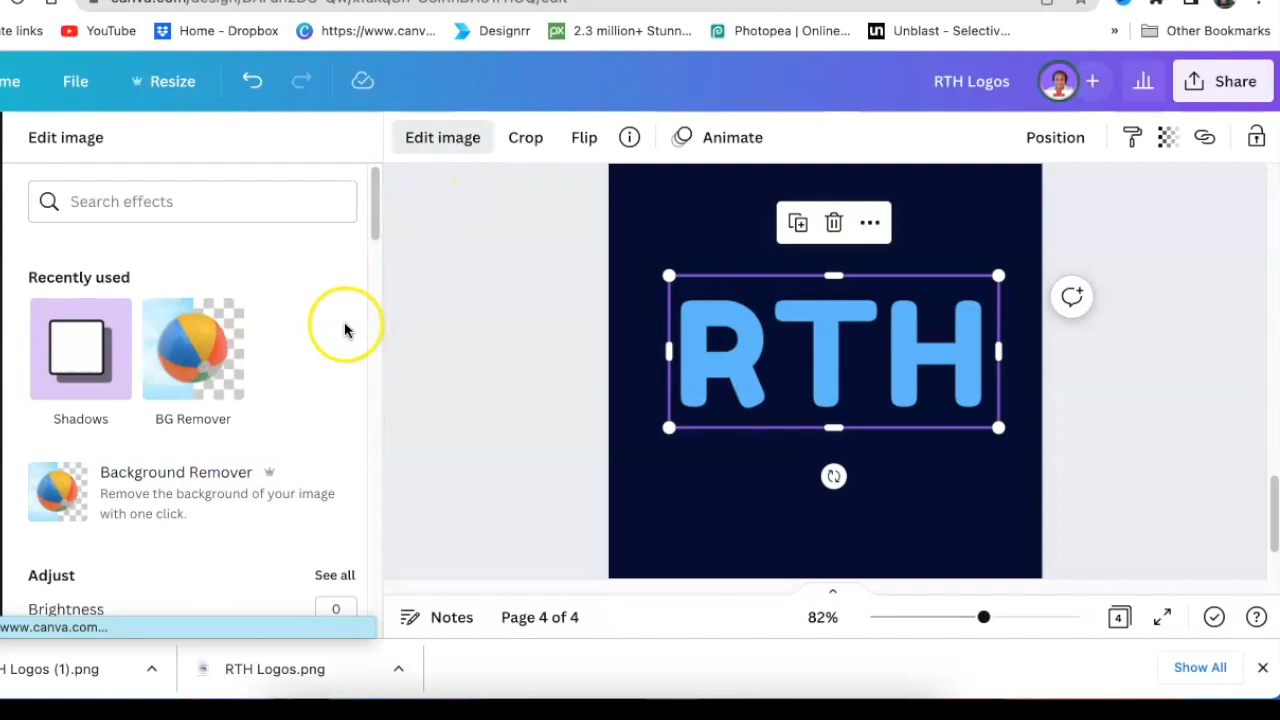 te links YouTube Home - Dropbox https://www.canv... Designrr 2.3 million+ Stunn... Photopea | Online... Unblast - Selectiv... » Other Bookmarks
me File Resize RTH Logos Share
Edit image Edit image Crop Flip Animate Position
Search effects
Recently used
Shadows BG Remover
RTH
Background Remover
Remove the background of your image
with one click.
Adjust See all
Brightness 0
www.canva.com...
Notes Page 4 of 4 82% 4
H Logos (1).png RTH Logos.png Show All